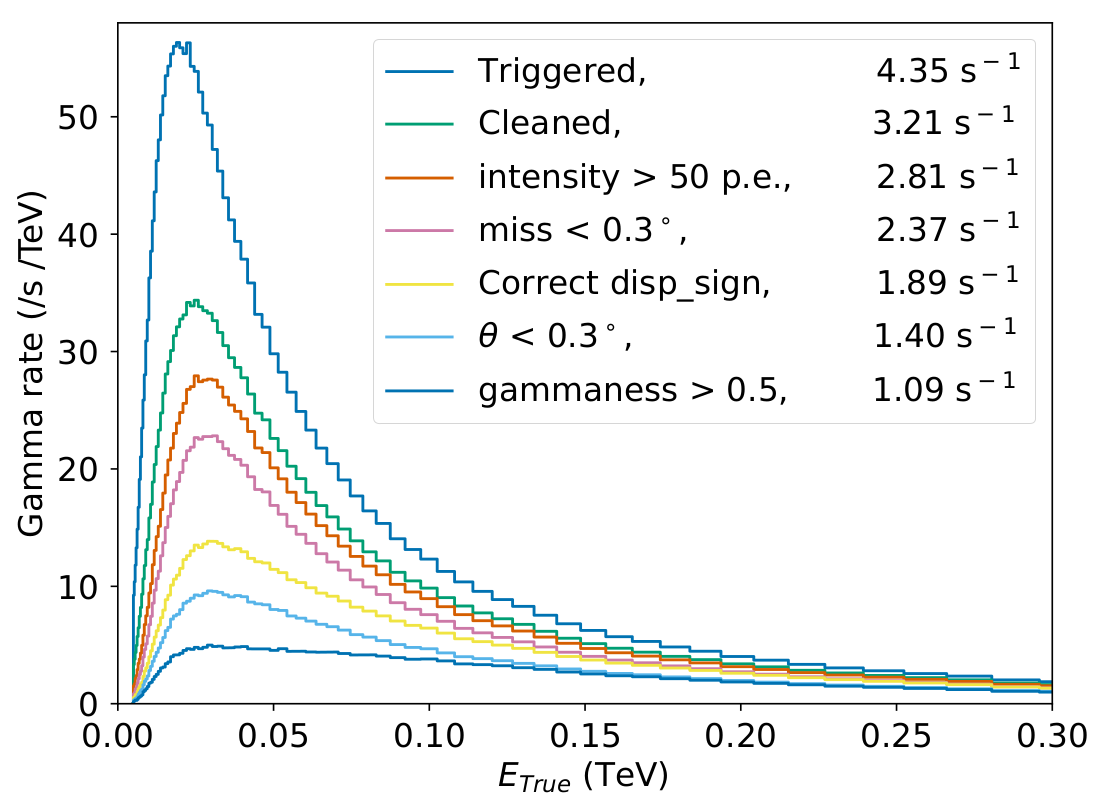 Gamma rate (/s /TeV)
50
40
30
20
10
0
Triggered, 4.35 s⁻¹
Cleaned, 3.21 s⁻¹
intensity > 50 p.e., 2.81 s⁻¹
miss < 0.3°, 2.37 s⁻¹
Correct disp_sign, 1.89 s⁻¹
θ < 0.3°, 1.40 s⁻¹
gammaness > 0.5, 1.09 s⁻¹
0.00 0.05 0.10 0.15 0.20 0.25 0.30
E_True (TeV)